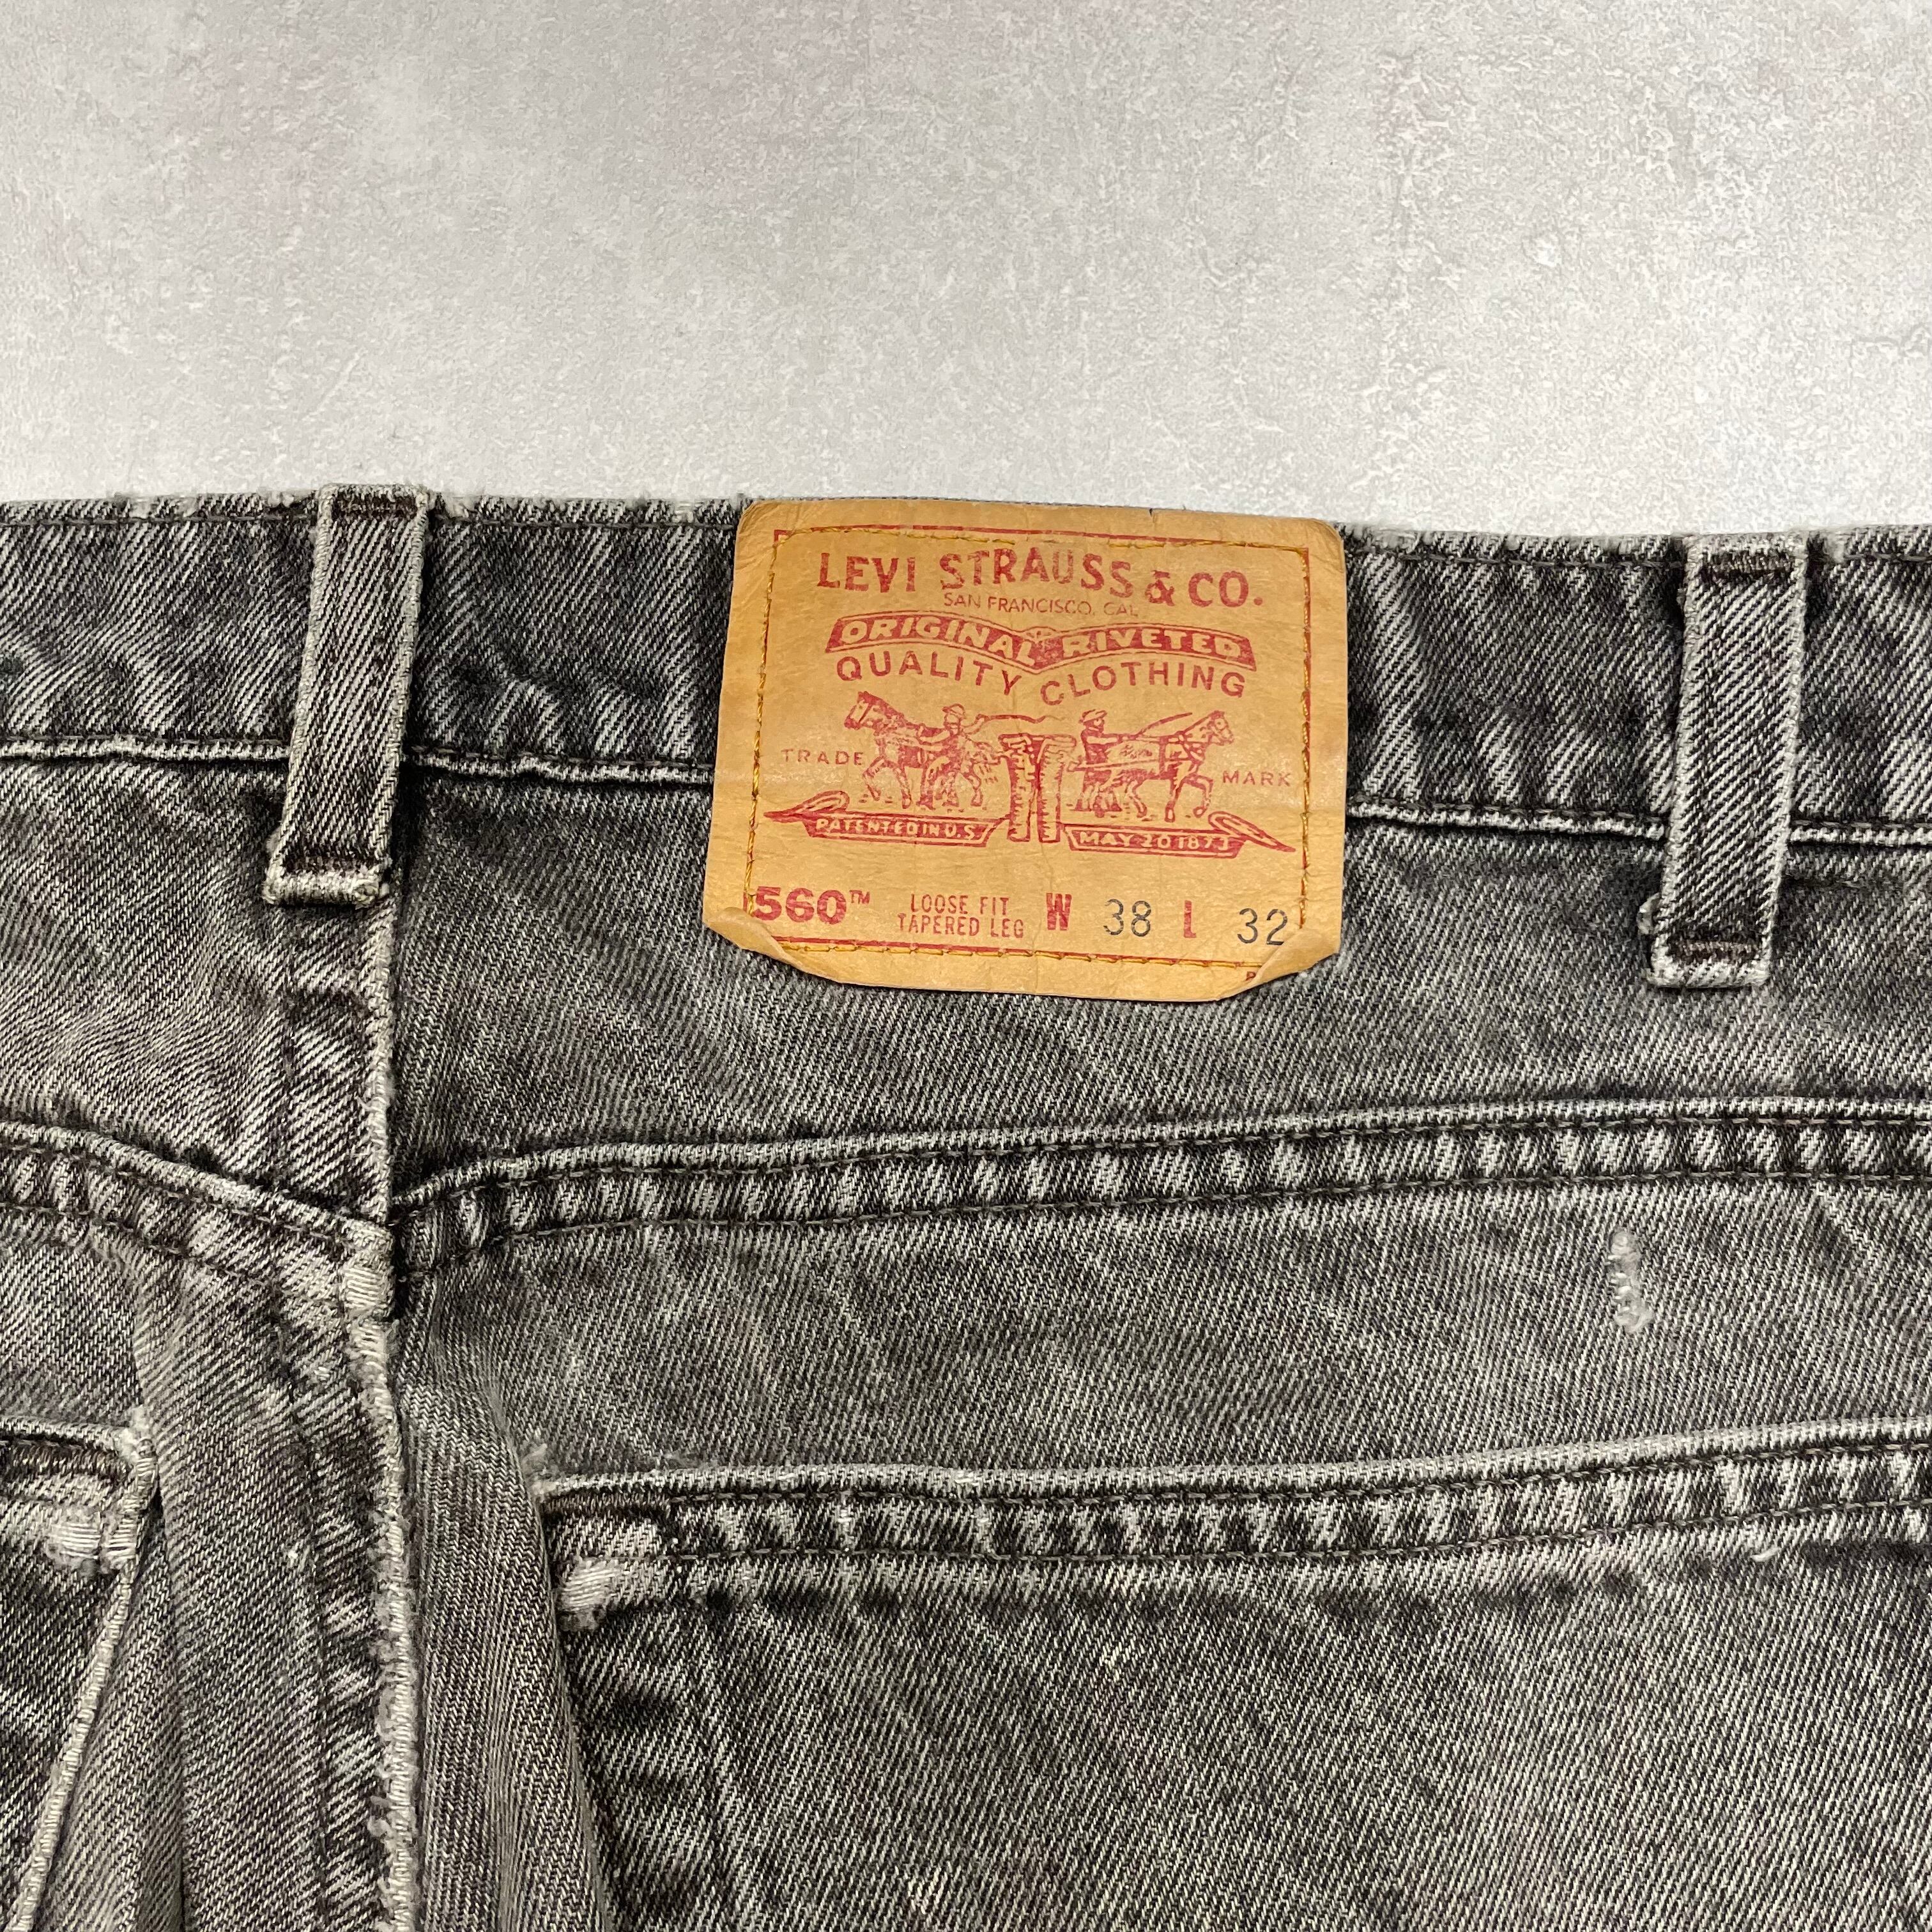 LEVI STRAUSS & CO.
SAN FRANCISCO, CAL
ORIGINAL RIVETED
QUALITY CLOTHING
TRADE MARK
PATENTED IN U.S. MAY 20 1873
560™ LOOSE FIT W 38 L 32
TAPERED LEG